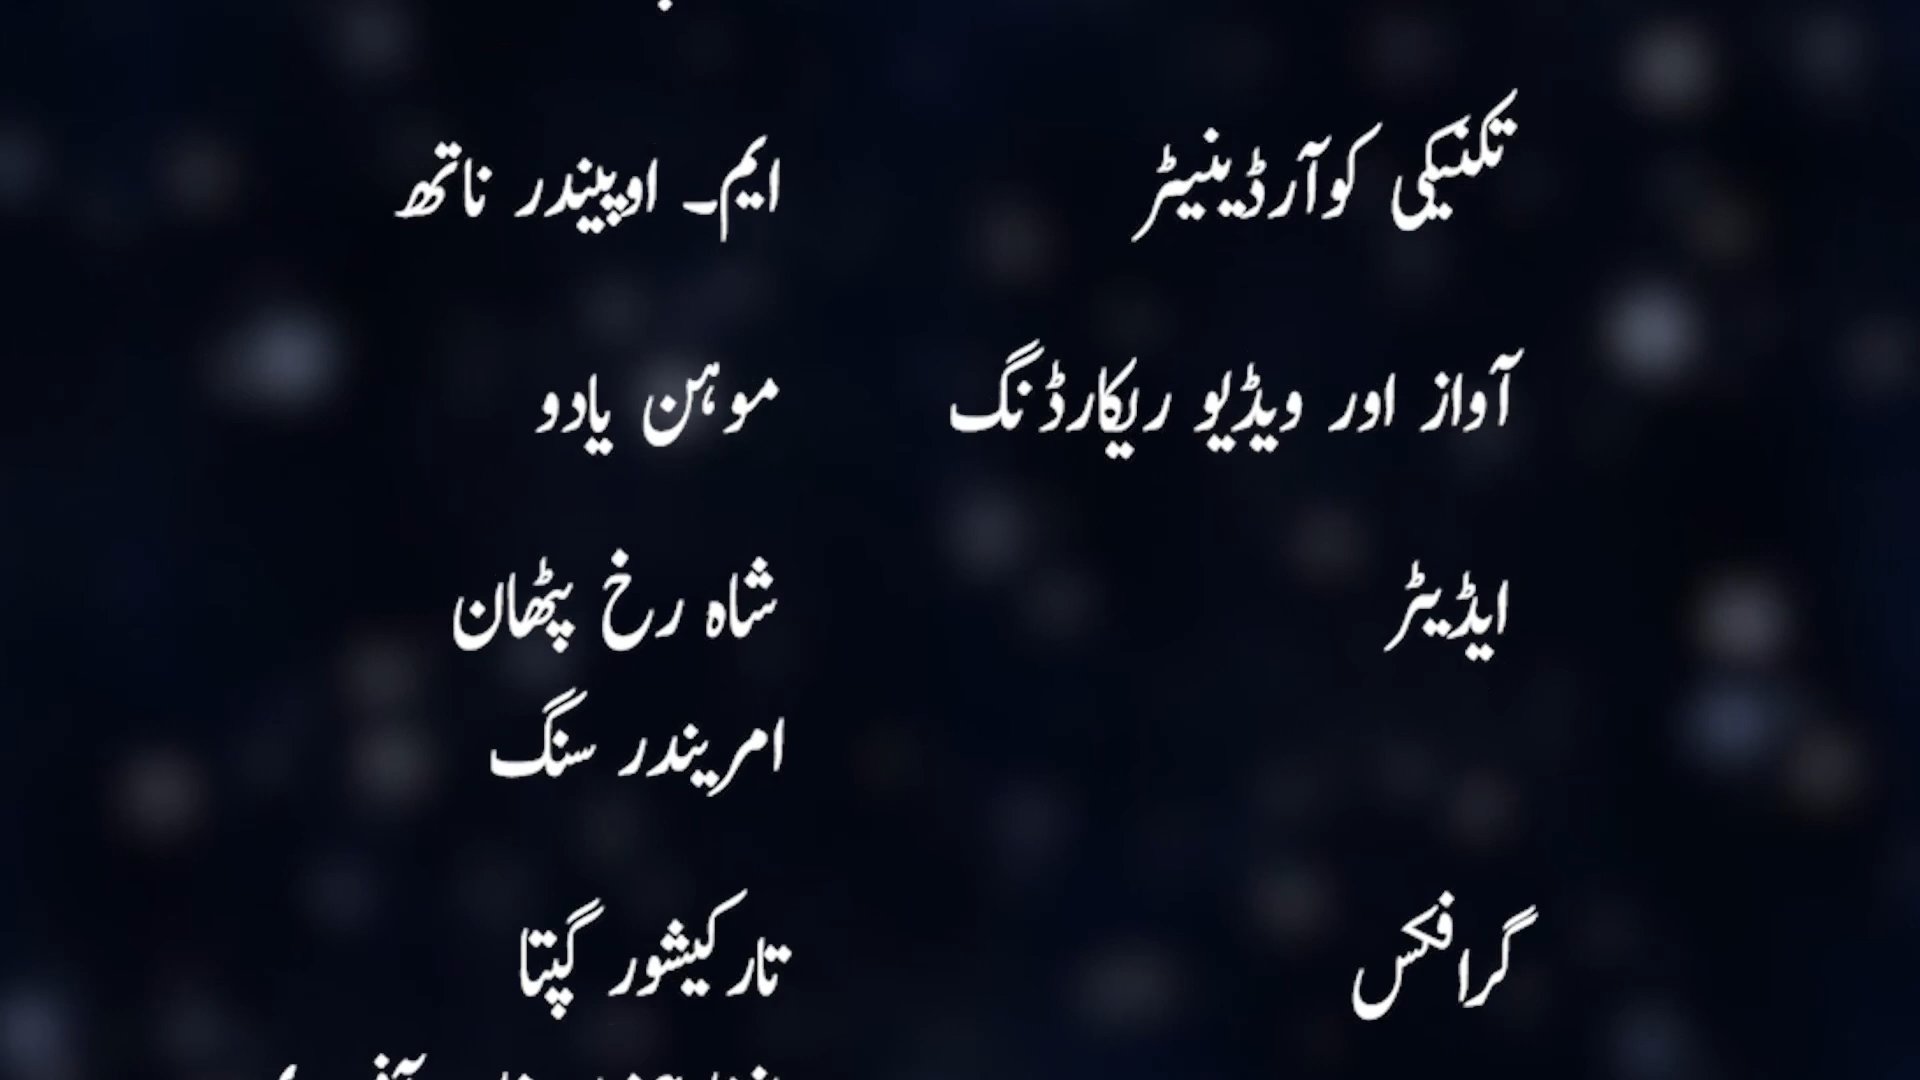 تکنیکی کوآرڈینیٹر ایم۔ اوپیندر ناتھ
آواز اور ویڈیو ریکارڈنگ موہن یادو
ایڈیٹر شاہ رخ پٹھان
امریندر سنگ
گرافکس تارکیشور گپتا